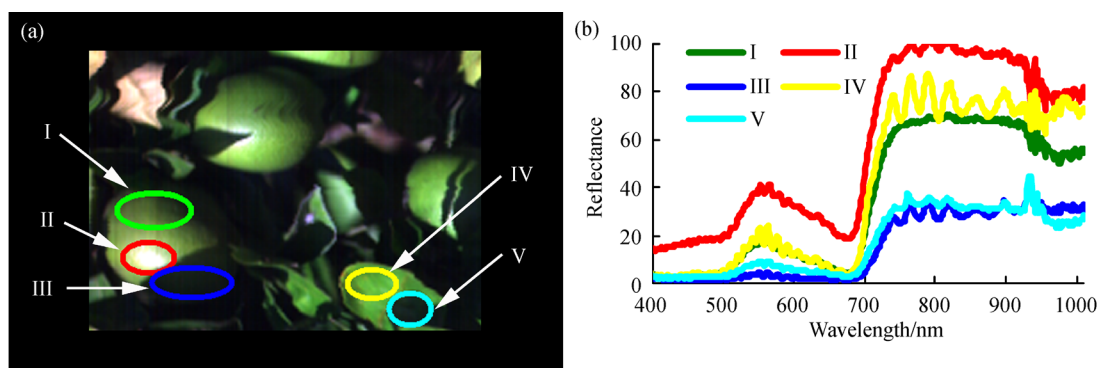 (a)
I
II
III
IV
V
(b)
I II
III IV
V
Reflectance
100
80
60
40
20
0
400 500 600 700 800 900 1000
Wavelength/nm